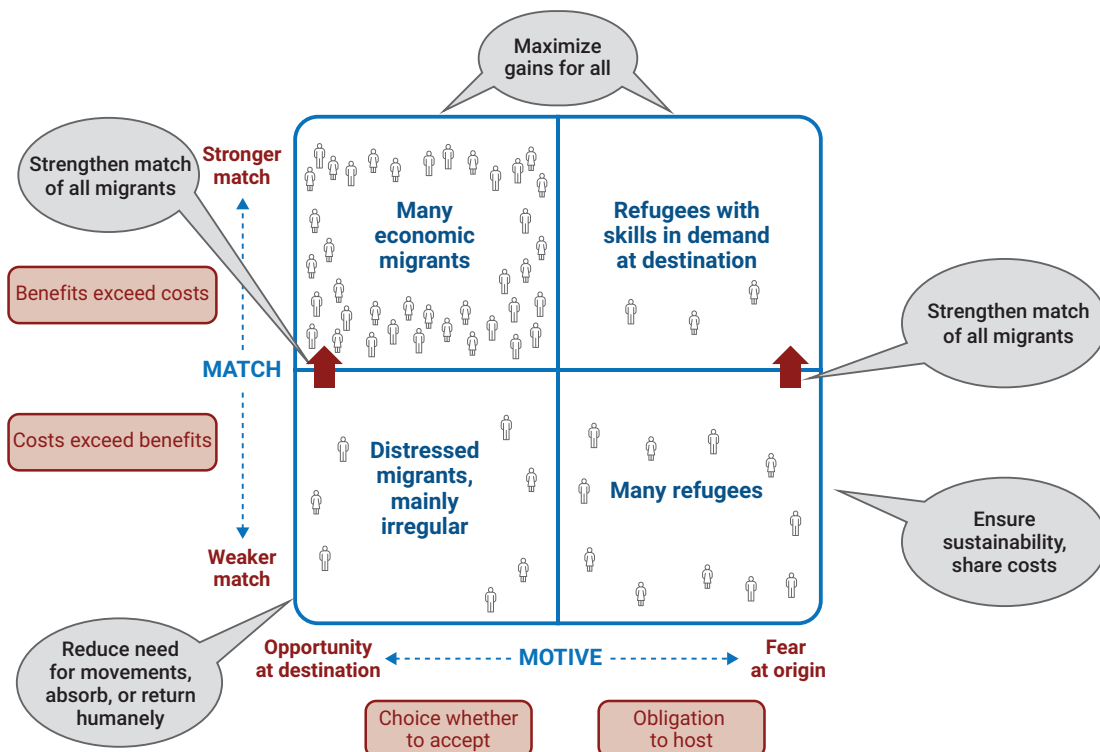 Maximize
gains for all
Strengthen match
of all migrants
Stronger
match
Many
economic
migrants
Refugees with
skills in demand
at destination
Benefits exceed costs
Strengthen match
of all migrants
MATCH
Costs exceed benefits
Distressed
migrants,
mainly
irregular
Many refugees
Ensure
sustainability,
share costs
Weaker
match
Reduce need
for movements,
absorb, or return
humanely
Opportunity
at destination
MOTIVE
Fear
at origin
Choice whether
to accept
Obligation
to host